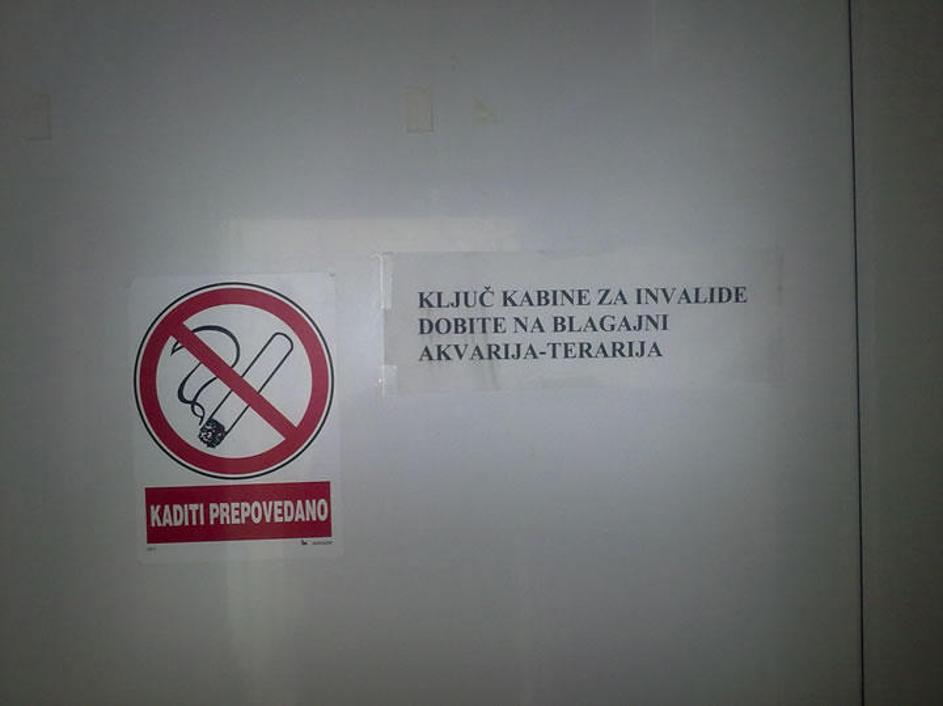 KLJUČ KABINE ZA INVALIDE
DOBITE NA BLAGAJNI
AKVARIJA-TERARIJA
KADITI PREPOVEDANO